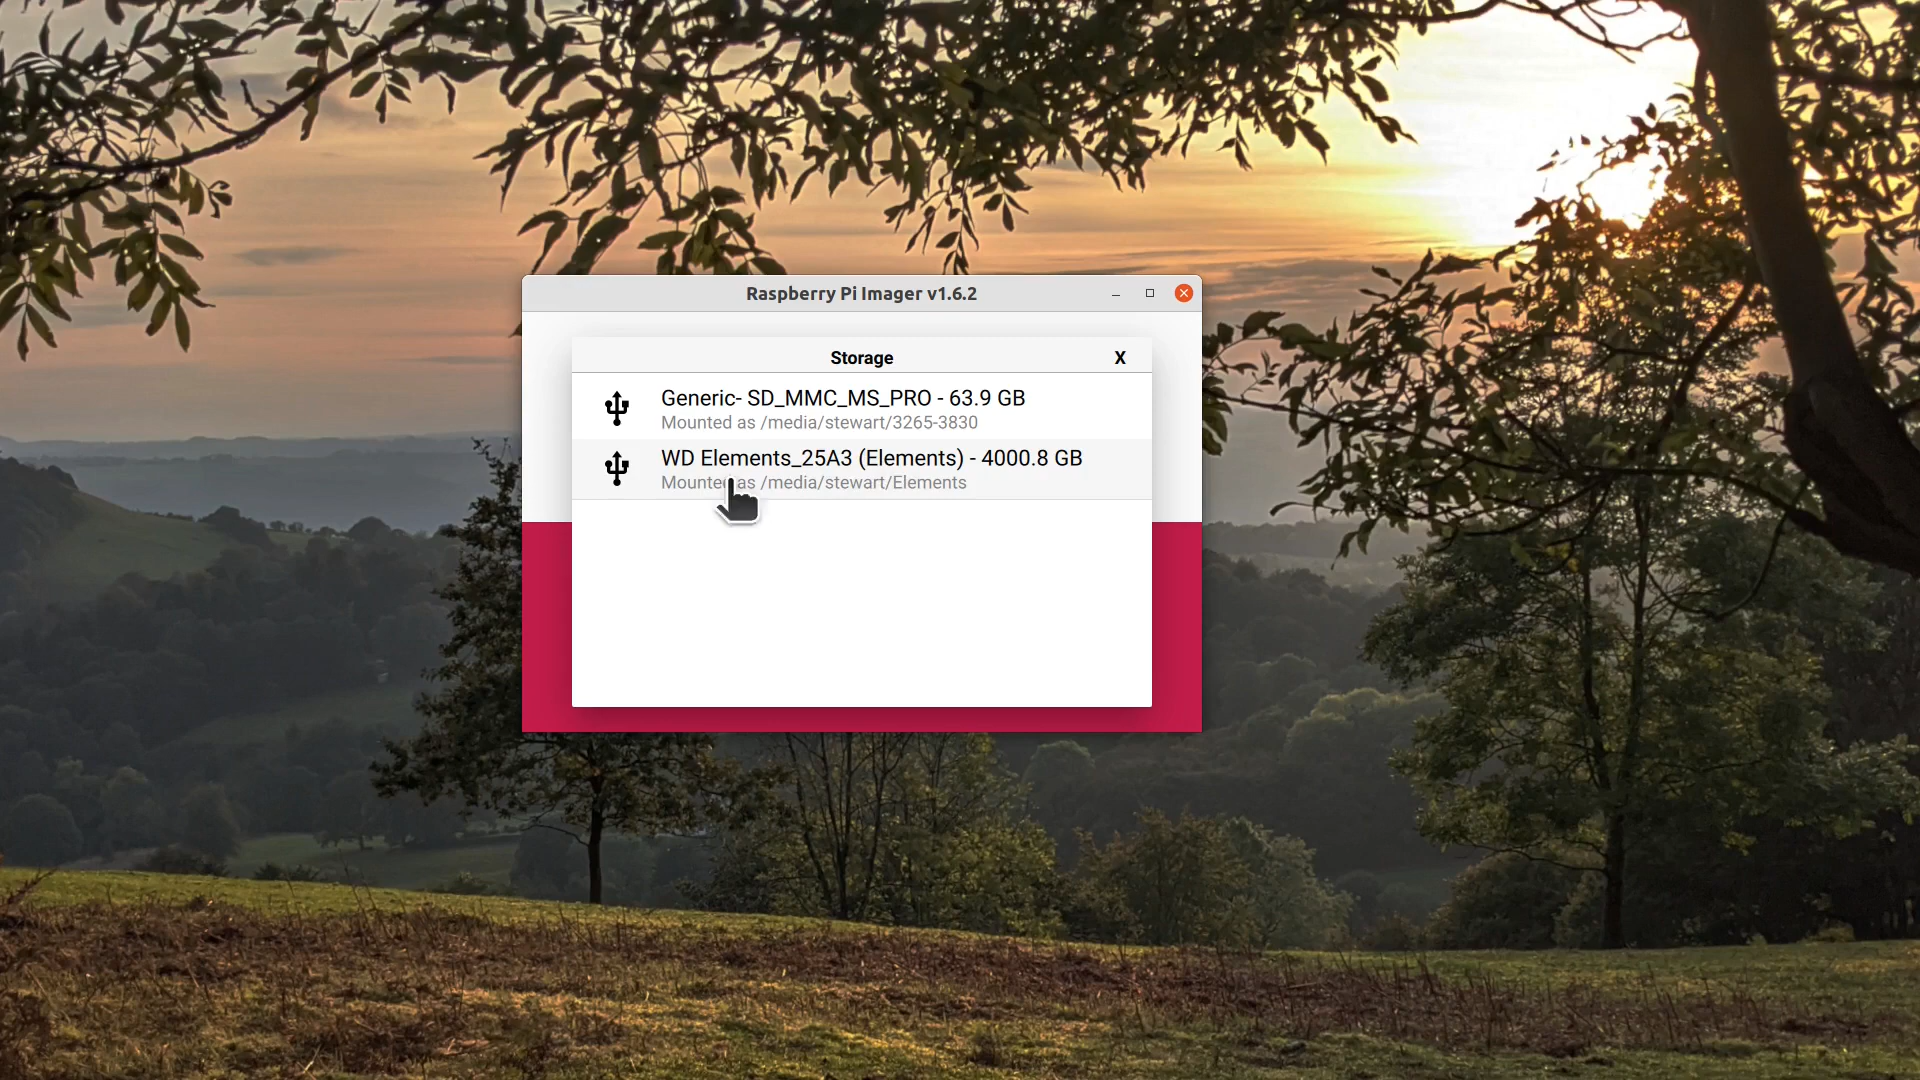 Raspberry Pi Imager v1.6.2
Storage
X
Generic- SD_MMC_MS_PRO - 63.9 GB
Mounted as /media/stewart/3265-3830
WD Elements_25A3 (Elements) - 4000.8 GB
Mounted as /media/stewart/Elements